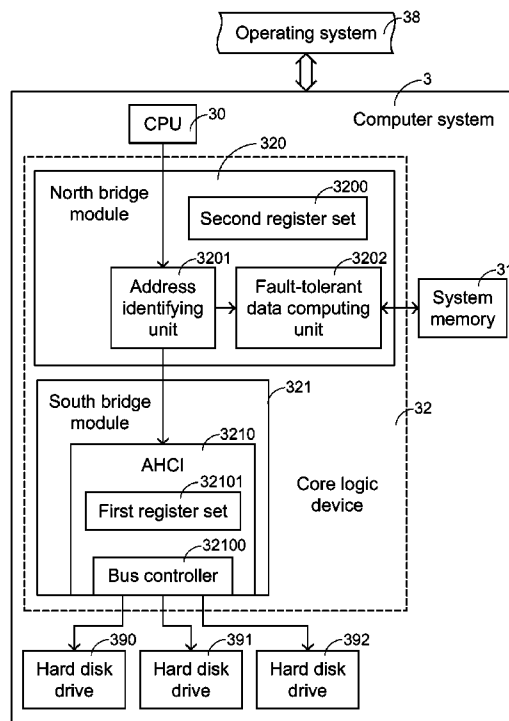 Operating system
38
3
Computer system
CPU
30
320
North bridge
module
3200
Second register set
3201
Address
identifying
unit
3202
Fault-tolerant
data computing
unit
System
memory
321
South bridge
module
32
3210
AHCI
32101
First register set
Core logic
device
32100
Bus controller
390
Hard disk
drive
391
Hard disk
drive
392
Hard disk
drive